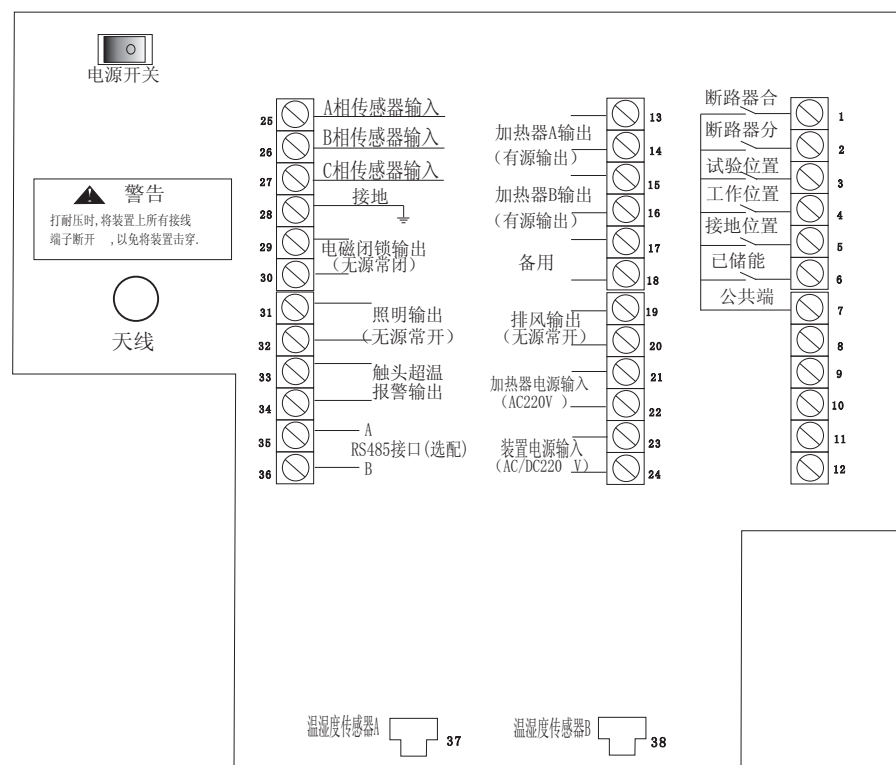 电源开关
警告
打耐压时,将装置上所有接线
端子断开 ,以免将装置击穿.
天线
25 A相传感器输入
26 B相传感器输入
27 C相传感器输入
28 接地
29
电磁闭锁输出
(无源常闭)
30
31
照明输出
(无源常开)
32
33
触头超温
报警输出
34
35 A
RS485接口(选配)
36 B
13
加热器A输出
14
(有源输出)
15
加热器B输出
16
(有源输出)
17
备用
18
19
排风输出
(无源常开)
20
21
加热器电源输入
(AC220V )
22
23
装置电源输入
(AC/DC220 V)
24
断路器合 1
断路器分 2
试验位置 3
工作位置 4
接地位置 5
已储能 6
公共端 7
8
9
10
11
12
温湿度传感器A 37
温湿度传感器B 38